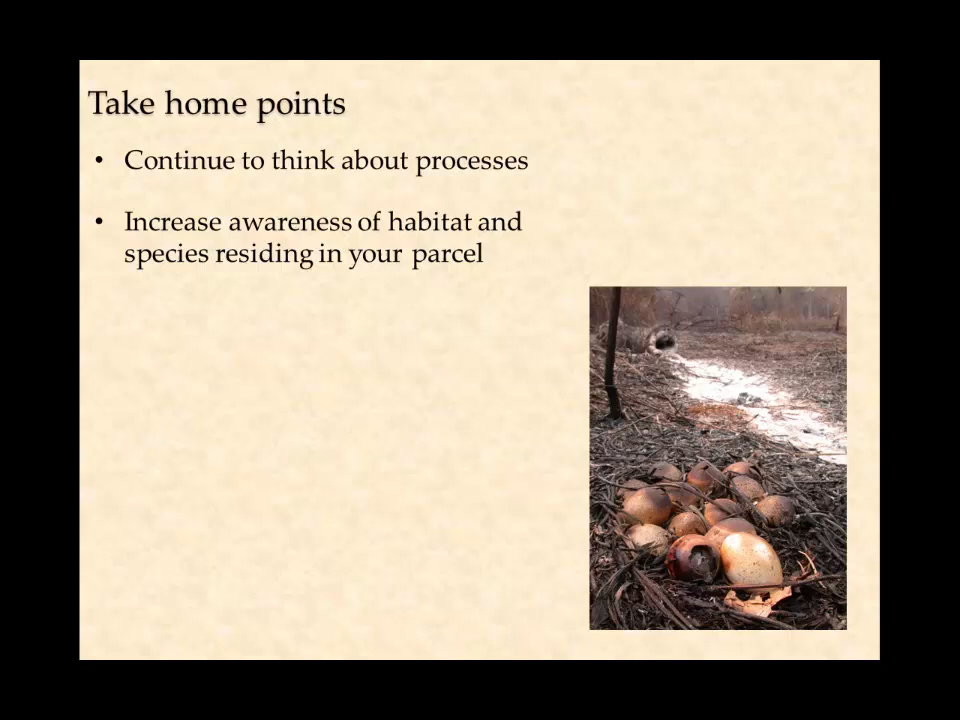 Take home points
• Continue to think about processes
• Increase awareness of habitat and
species residing in your parcel